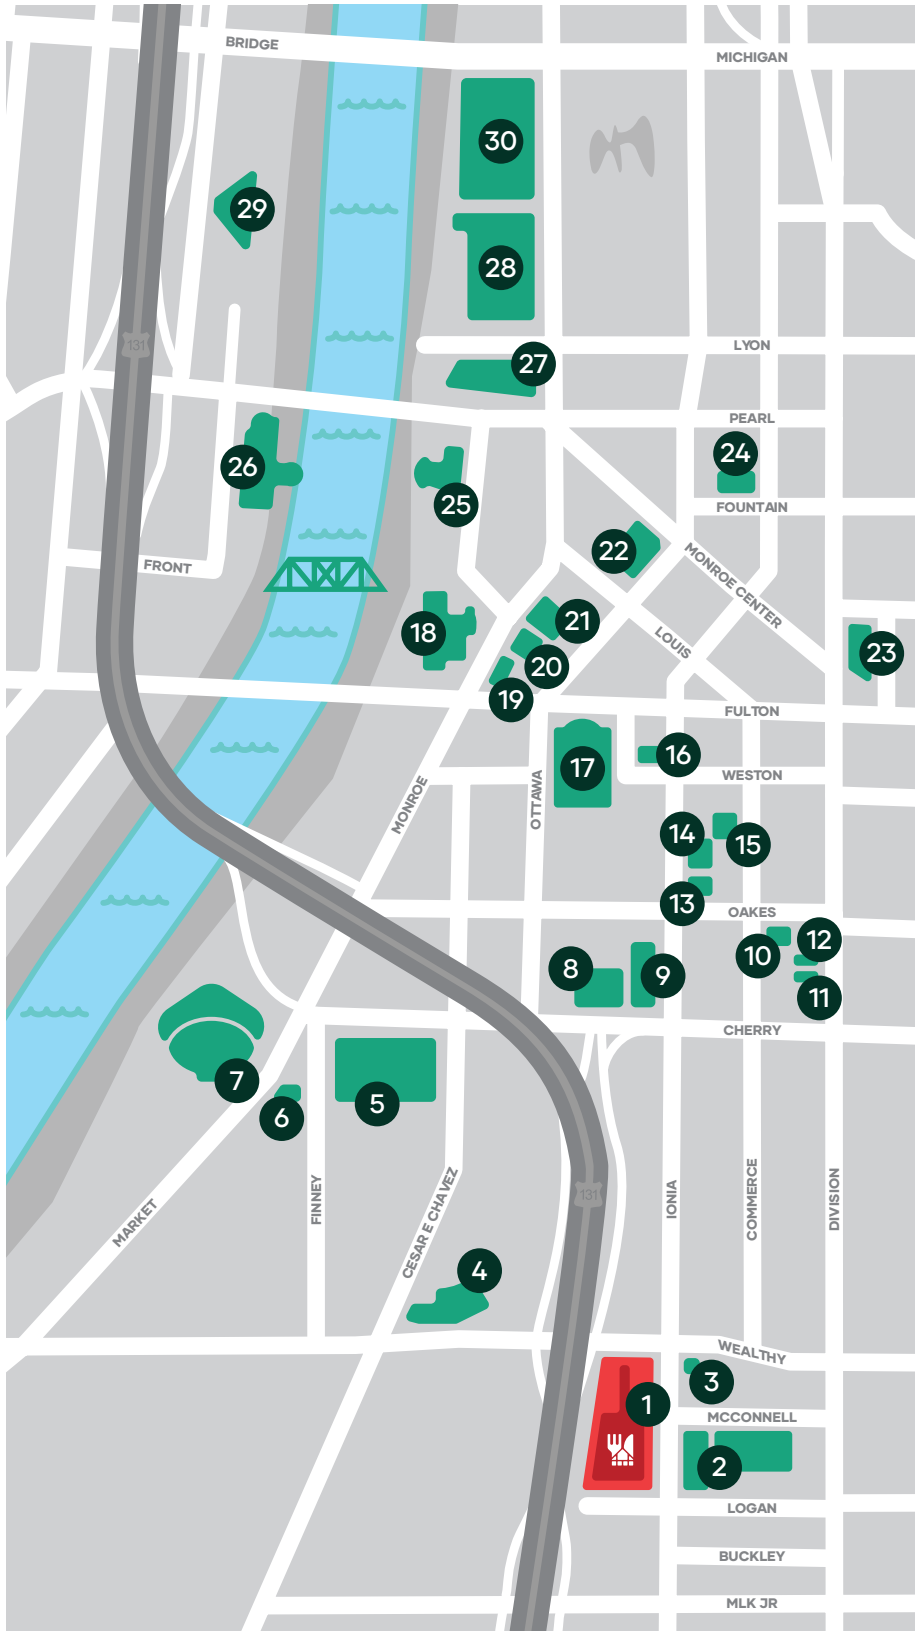 BRIDGE
MICHIGAN
30
29
28
131
LYON
27
PEARL
24
26
25
FOUNTAIN
22
FRONT
MONROE CENTER
21
18
LOUIS
23
20
19
FULTON
16
17
WESTON
MONROE
OTTAWA
14
15
13
OAKES
12
10
8
9
11
CHERRY
7
5
6
131
MARKET
FINNEY
CESAR E CHAVEZ
IONIA
COMMERCE
DIVISION
4
WEALTHY
3
1
MCCONNELL
2
LOGAN
BUCKLEY
MLK JR